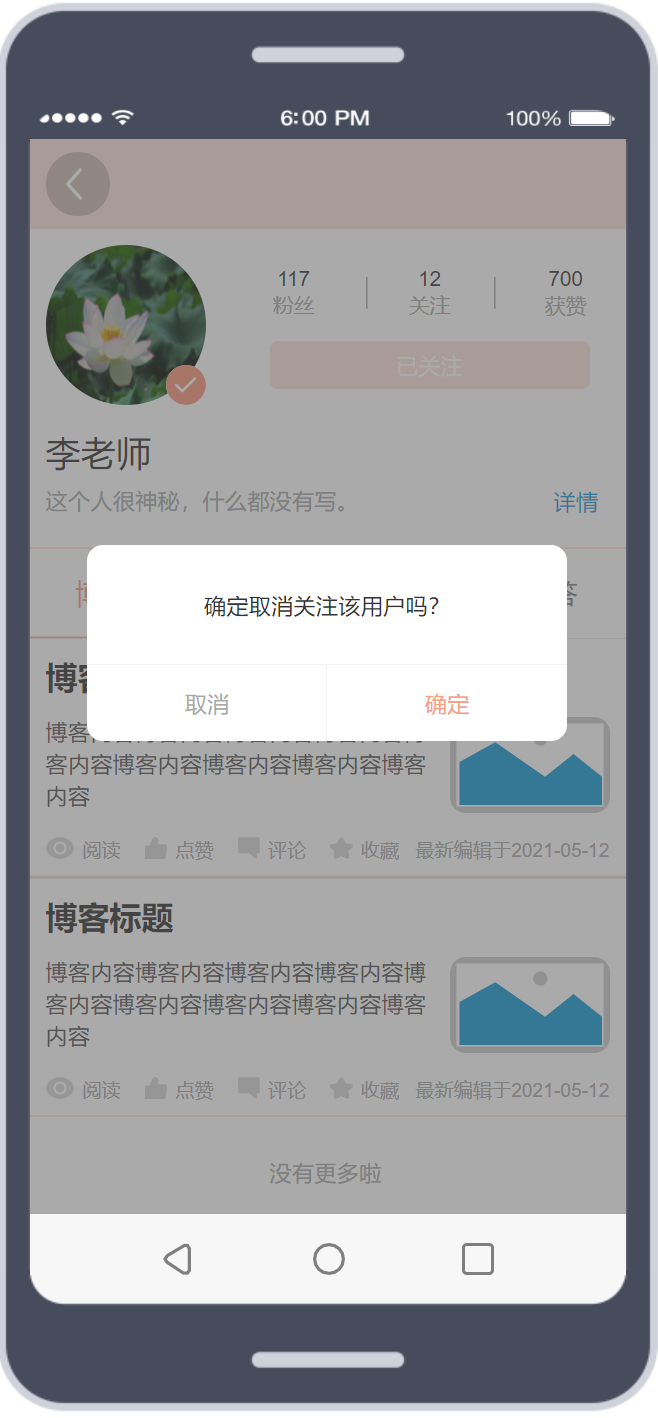 6:00 PM 100%
117 12 700
粉丝 关注 获赞
已关注
李老师
这个人很神秘，什么都没有写。 详情
确定取消关注该用户吗?
取消 确定
博客内容博客内容博客内容博客内容博
客内容博客内容博客内容博客内容博客
内容
阅读 点赞 评论 收藏 最新编辑于2021-05-12
博客标题
博客内容博客内容博客内容博客内容博
客内容博客内容博客内容博客内容博客
内容
阅读 点赞 评论 收藏 最新编辑于2021-05-12
没有更多啦